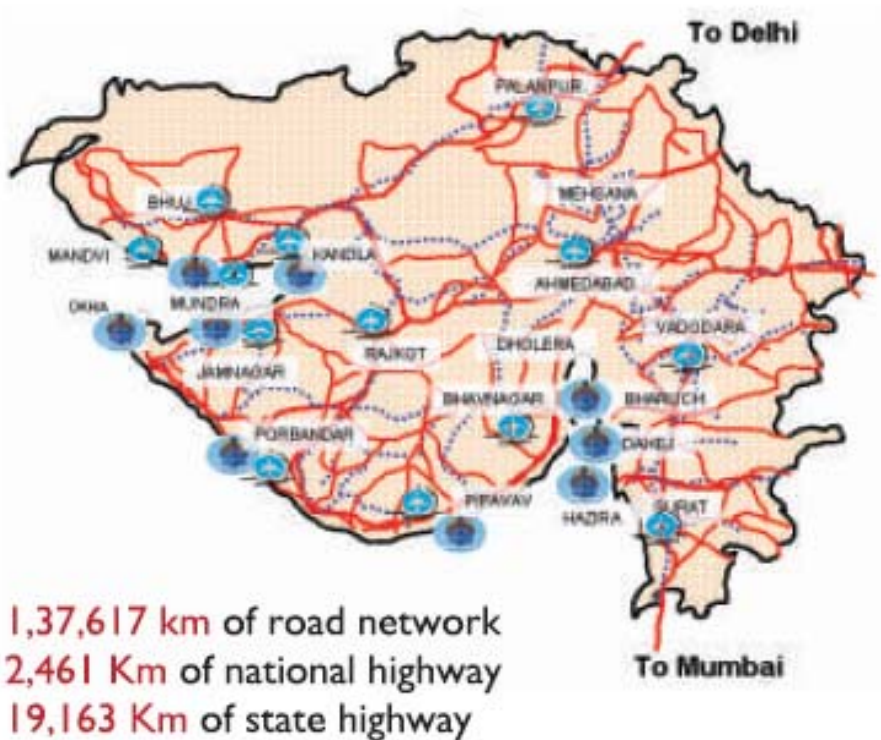 To Delhi
PALANPUR
MEHSANA
BHUJ
MANDVI
KANDLA
AHMEDABAD
OKHA
MUNDRA
VADODARA
RAJKOT
DHOLERA
JAMNAGAR
BHAVNAGAR
BHARUCH
PORBANDAR
DAHEJ
PIPAVAV
HAZIRA
SURAT
1,37,617 km of road network
2,461 Km of national highway
To Mumbai
19,163 Km of state highway